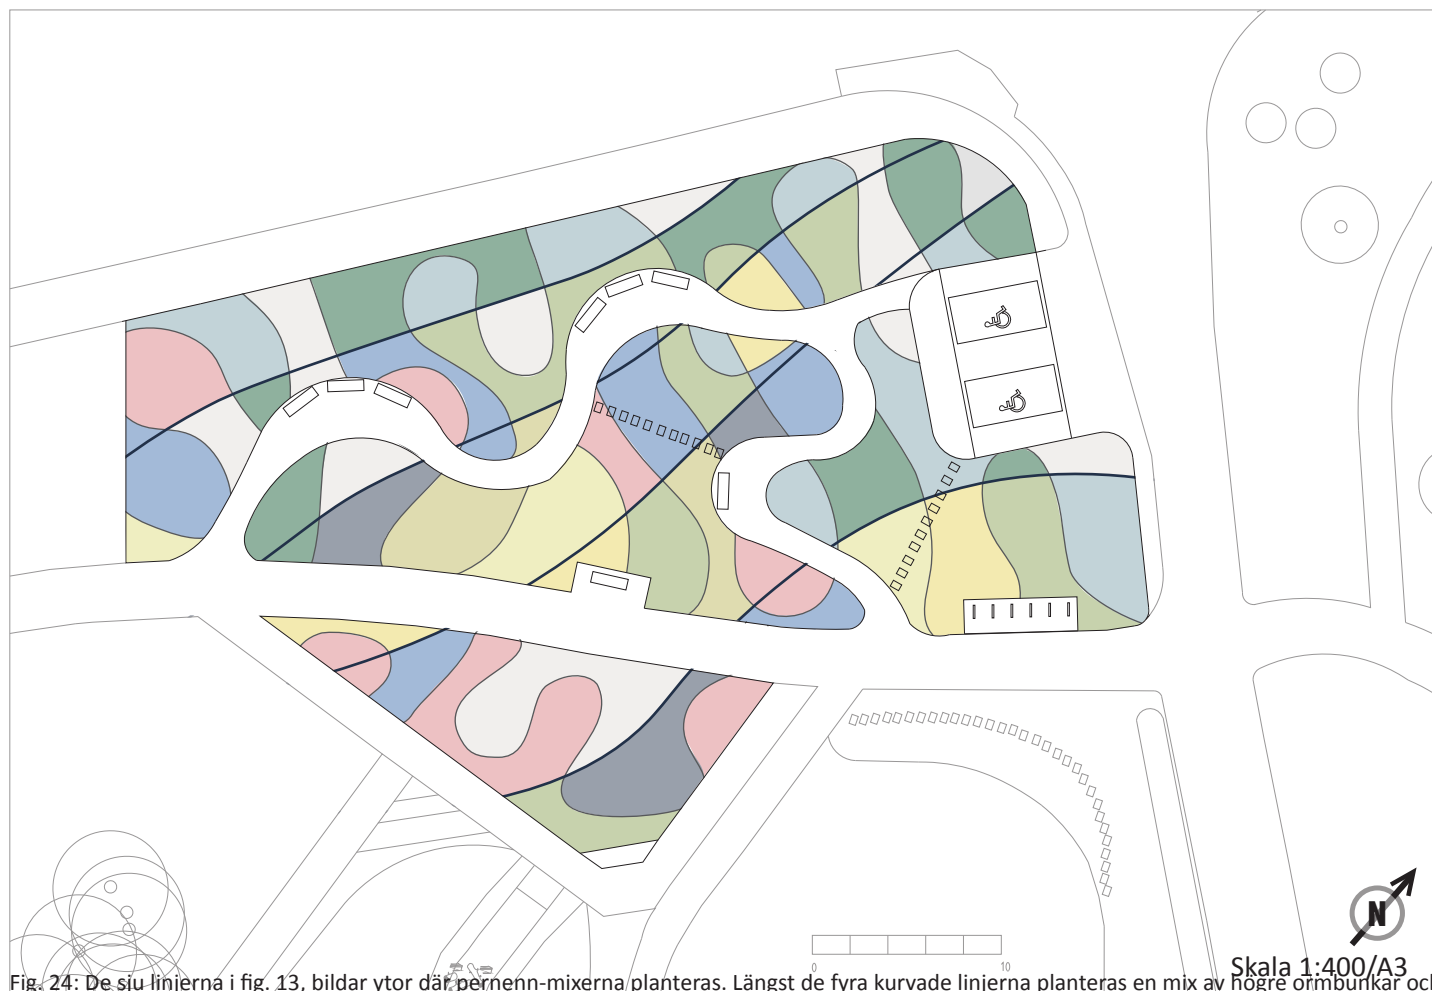 N
0 10
Skala 1:400/A3
Fig. 24: De sju linjerna i fig. 13, bildar ytor där pernenn-mixerna planteras. Längst de fyra kurvade linjerna planteras en mix av högre ormbunkar och